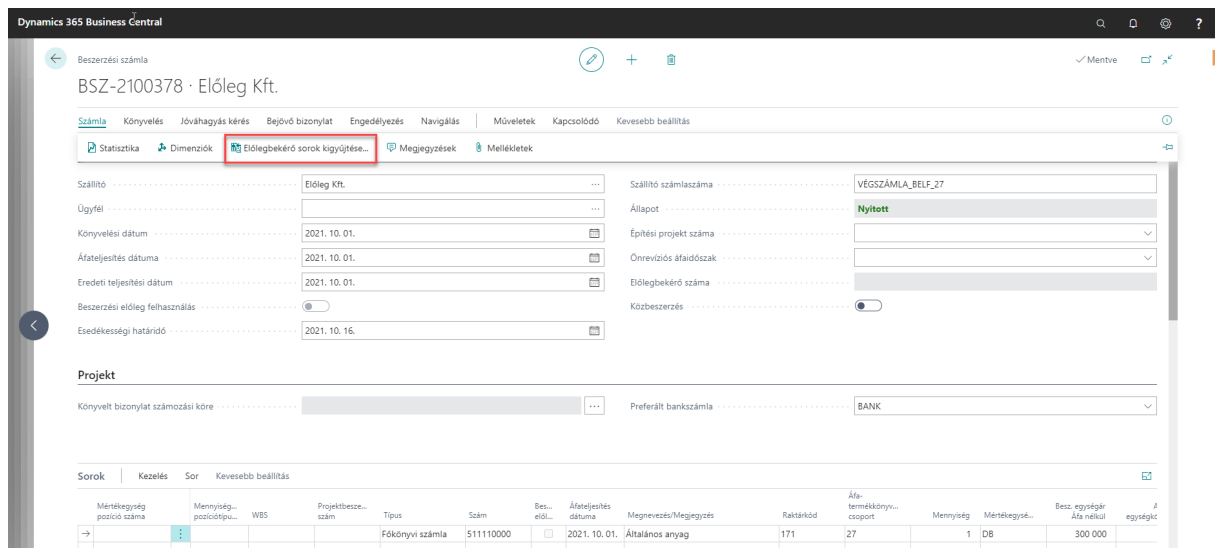 Dynamics 365 Business Central
?
Beszerzési számla
Mentve
BSZ-2100378 · Előleg Kft.
Számla Könyvelés Jóváhagyás kérés Bejövő bizonylat Engedélyezés Navigálás Műveletek Kapcsolódó Kevesebb beállítás
Statisztika Dimenziók Előlegbekérő sorok kigyűjtése... Megjegyzések Mellékletek
Szállító Előleg Kft. ... Szállító számlaszáma VÉGSZÁMLA_BELF_27
Ügyfél ... Állapot Nyitott
Könyvelési dátum 2021. 10. 01. Építési projekt száma
Áfateljesítés dátuma 2021. 10. 01. Önrevíziós áfaidőszak
Eredeti teljesítési dátum 2021. 10. 01. Előlegbekérő száma
Beszerzési előleg felhasználás Közbeszerzés
Esedékességi határidő 2021. 10. 16.
Projekt
Könyvelt bizonylat számozási köre ... Preferált bankszámla BANK
Sorok Kezelés Sor Kevesebb beállítás
Mértékegység pozíció száma Mennyiség... pozíciótípu... WBS Projektbesze... szám Típus Szám Bes... elől... Áfateljesítés dátuma Megnevezés/Megjegyzés Raktárkód Áfa-termékkönyv... csoport Mennyiség Mértékegysé... Besz. egységár Áfa nélkül egységkö
Főkönyvi számla 511110000 2021. 10. 01. Általános anyag 171 27 1 DB 300 000